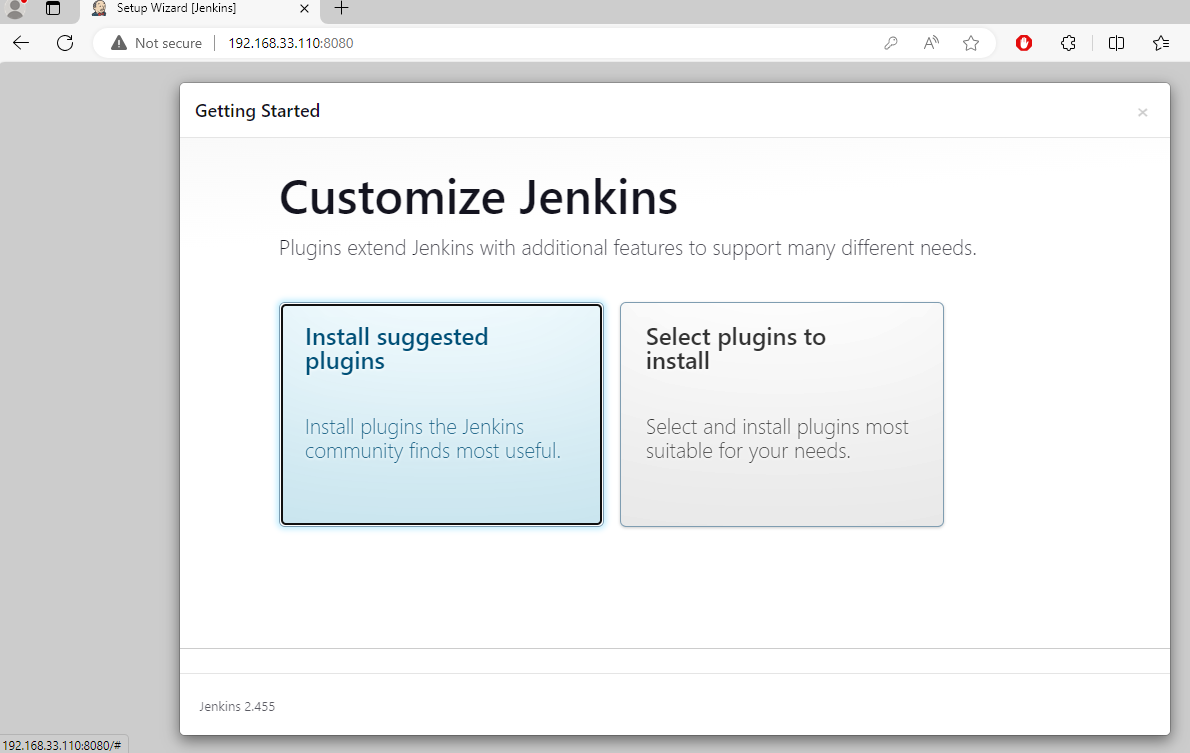 Setup Wizard [Jenkins]
Not secure
192.168.33.110:8080
Getting Started
Customize Jenkins
Plugins extend Jenkins with additional features to support many different needs.
Install suggested
plugins
Install plugins the Jenkins
community finds most useful.
Select plugins to
install
Select and install plugins most
suitable for your needs.
Jenkins 2.455
192.168.33.110:8080/#